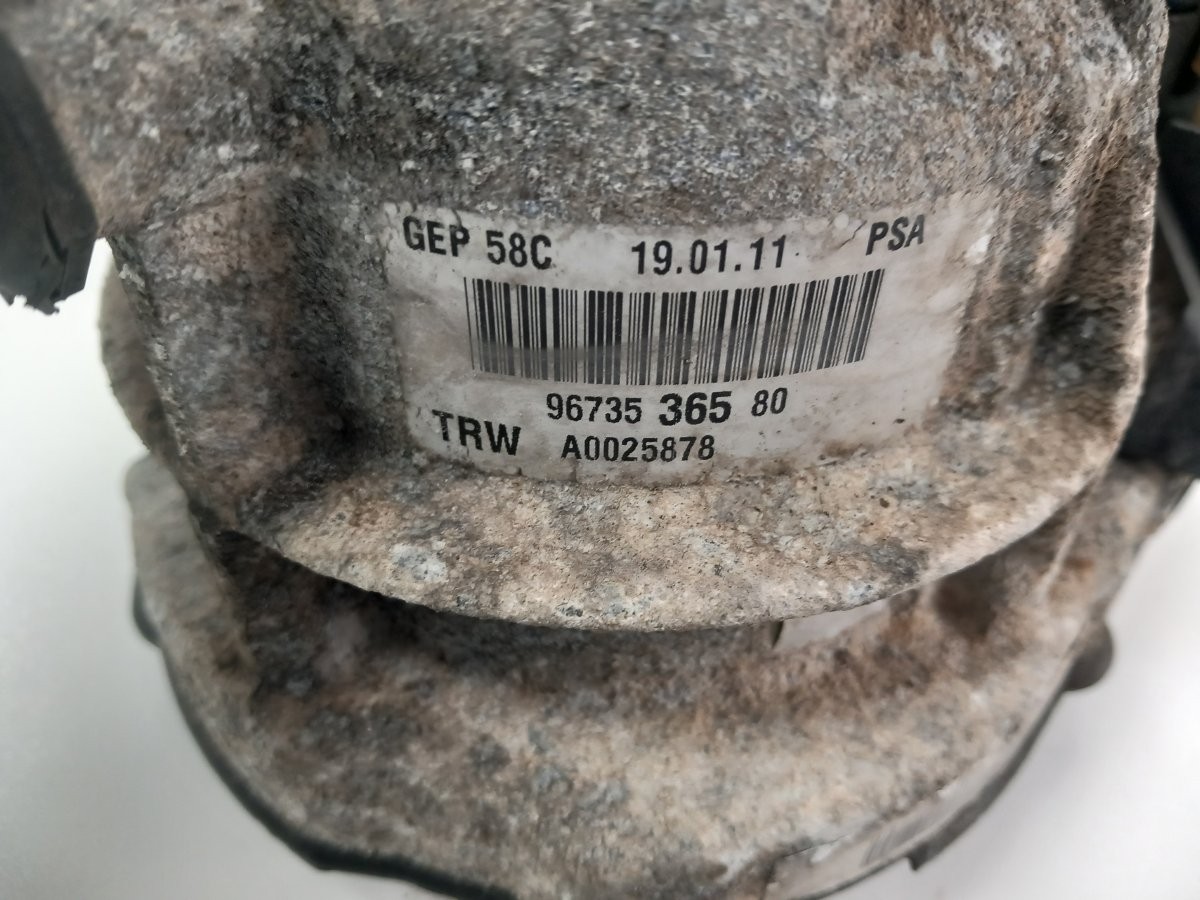 GEP 58C 19.01.11 PSA
96735 365 80
TRW A0025878